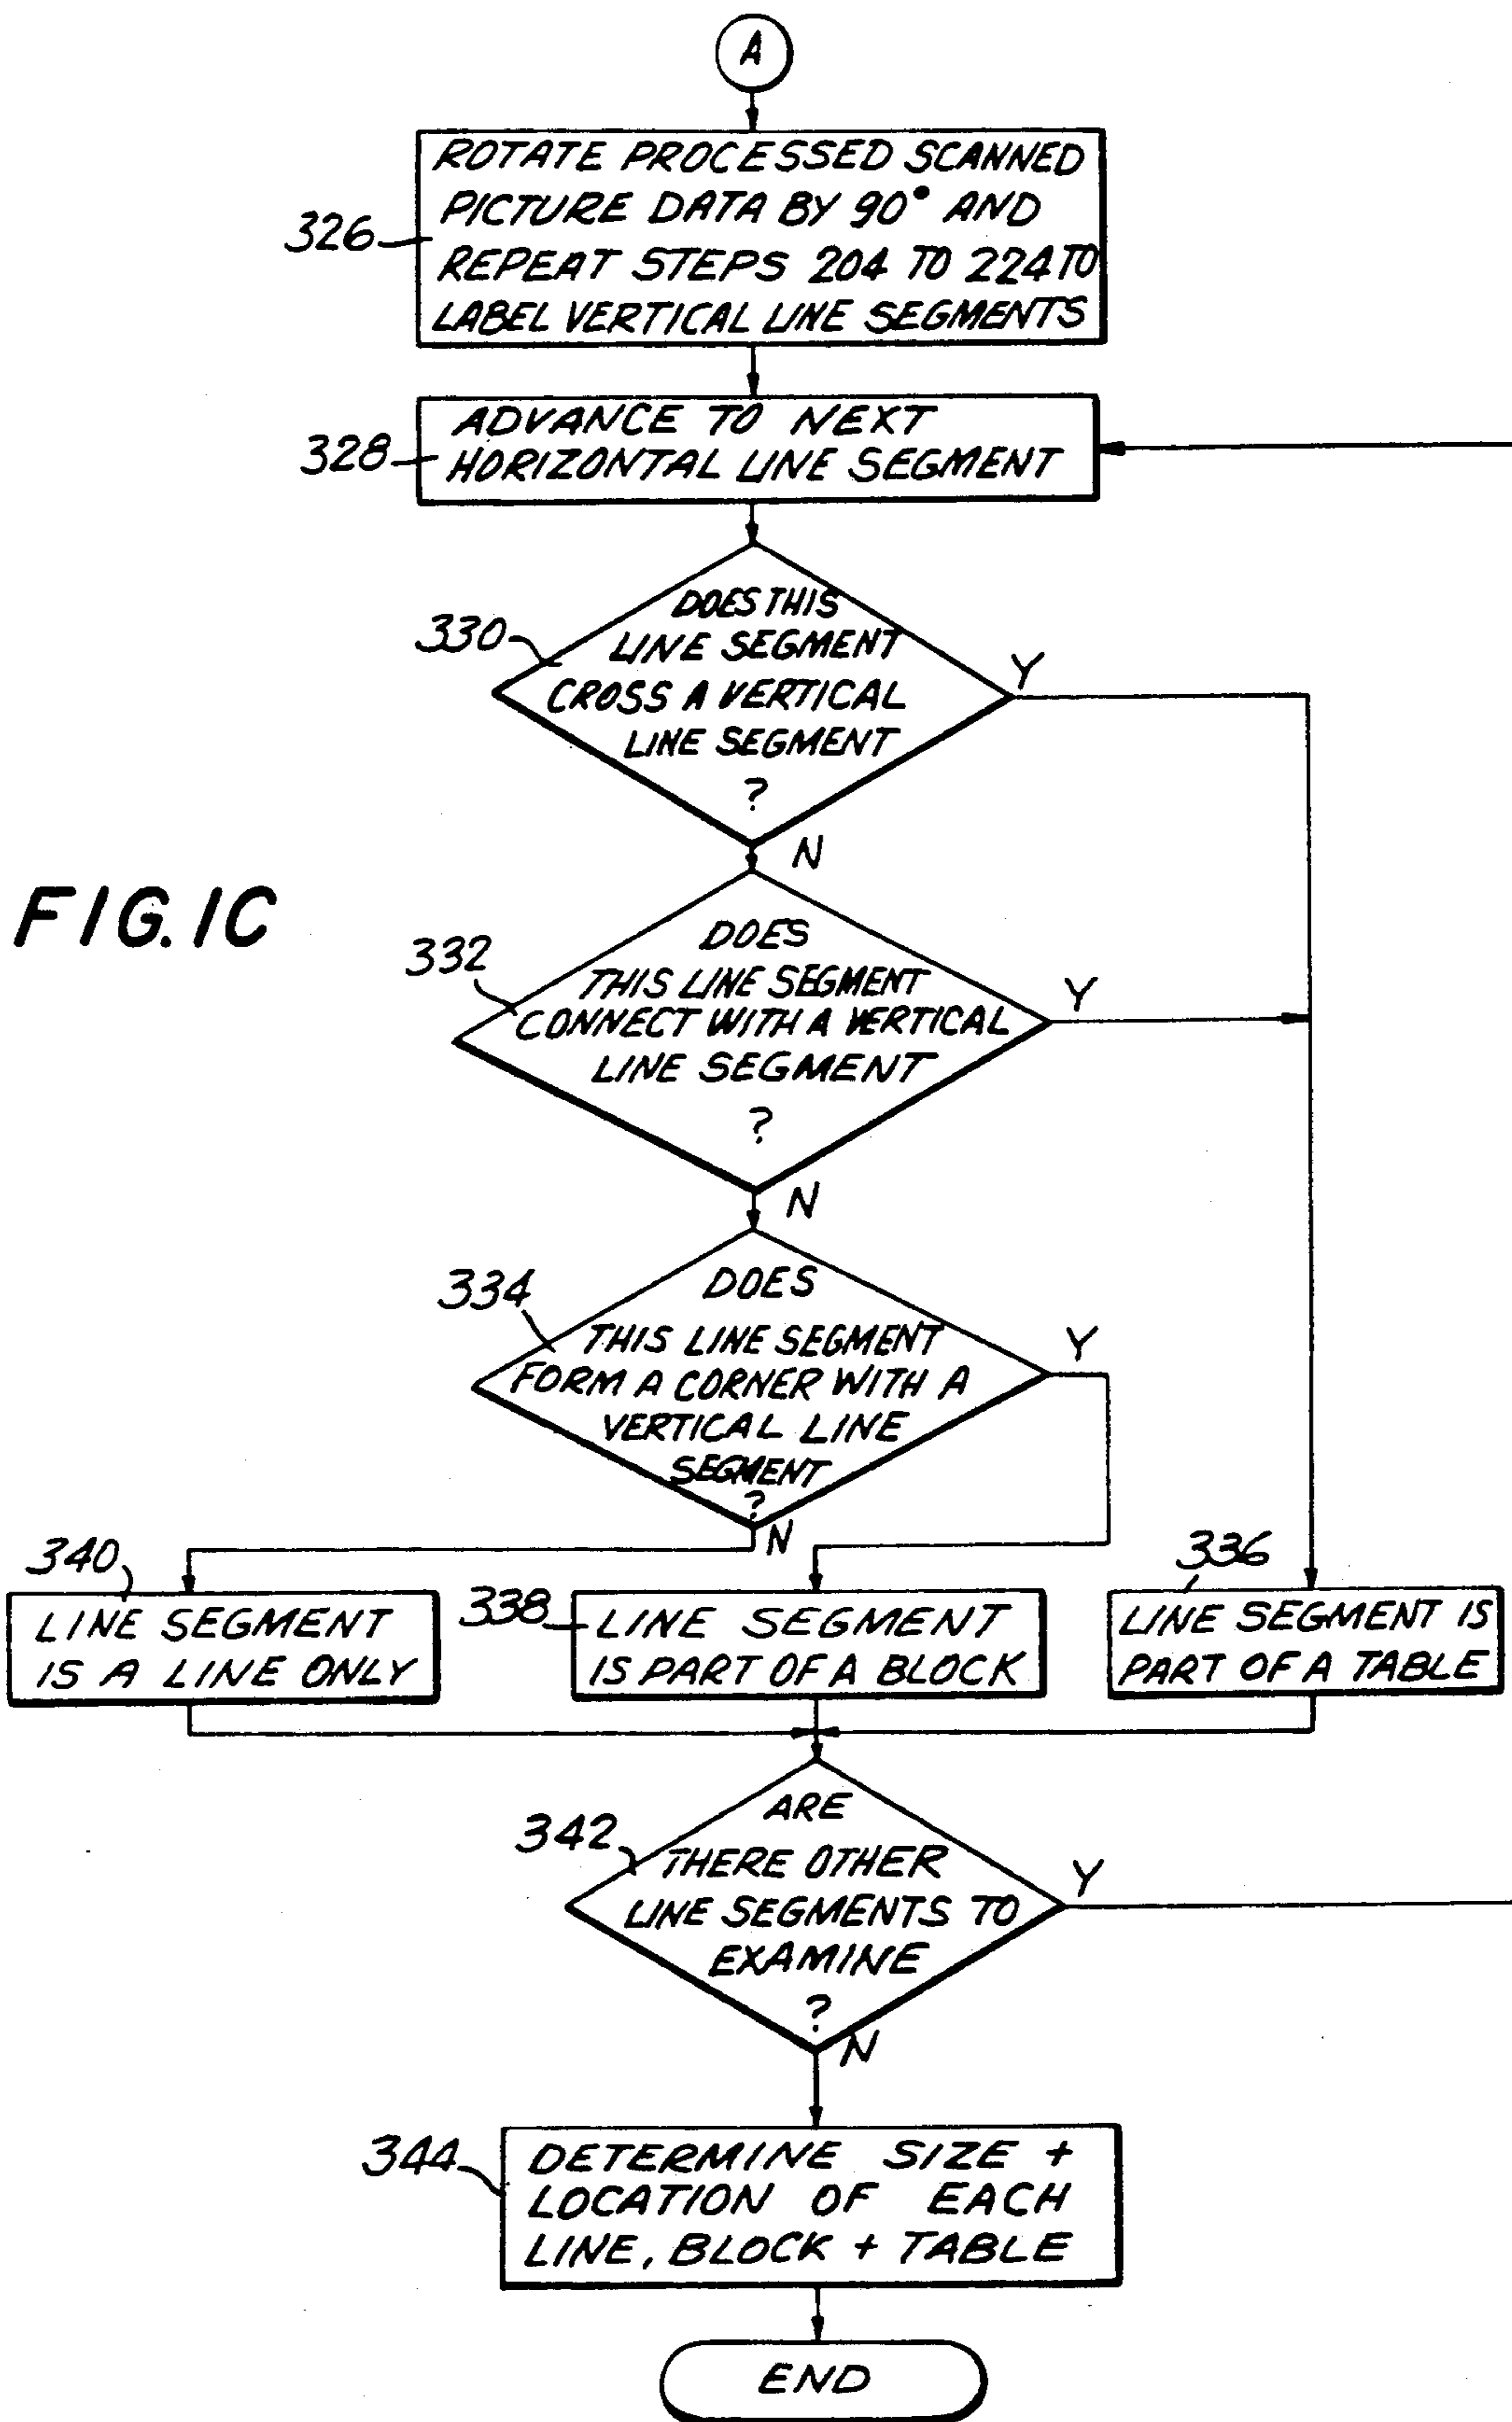 A
ROTATE PROCESSED SCANNED
PICTURE DATA BY 90° AND
326
REPEAT STEPS 204 TO 224 TO
LABEL VERTICAL LINE SEGMENTS
ADVANCE TO NEXT
328
HORIZONTAL LINE SEGMENT
DOES THIS
330
LINE SEGMENT
Y
CROSS A VERTICAL
LINE SEGMENT
?
N
FIG. 1C
DOES
332
THIS LINE SEGMENT
Y
CONNECT WITH A VERTICAL
LINE SEGMENT
?
N
DOES
334
THIS LINE SEGMENT
Y
FORM A CORNER WITH A
VERTICAL LINE
SEGMENT
?
N
340
LINE SEGMENT
IS A LINE ONLY
338
LINE SEGMENT
IS PART OF A BLOCK
336
LINE SEGMENT IS
PART OF A TABLE
ARE
342
THERE OTHER
Y
LINE SEGMENTS TO
EXAMINE
?
N
344
DETERMINE SIZE +
LOCATION OF EACH
LINE, BLOCK + TABLE
END